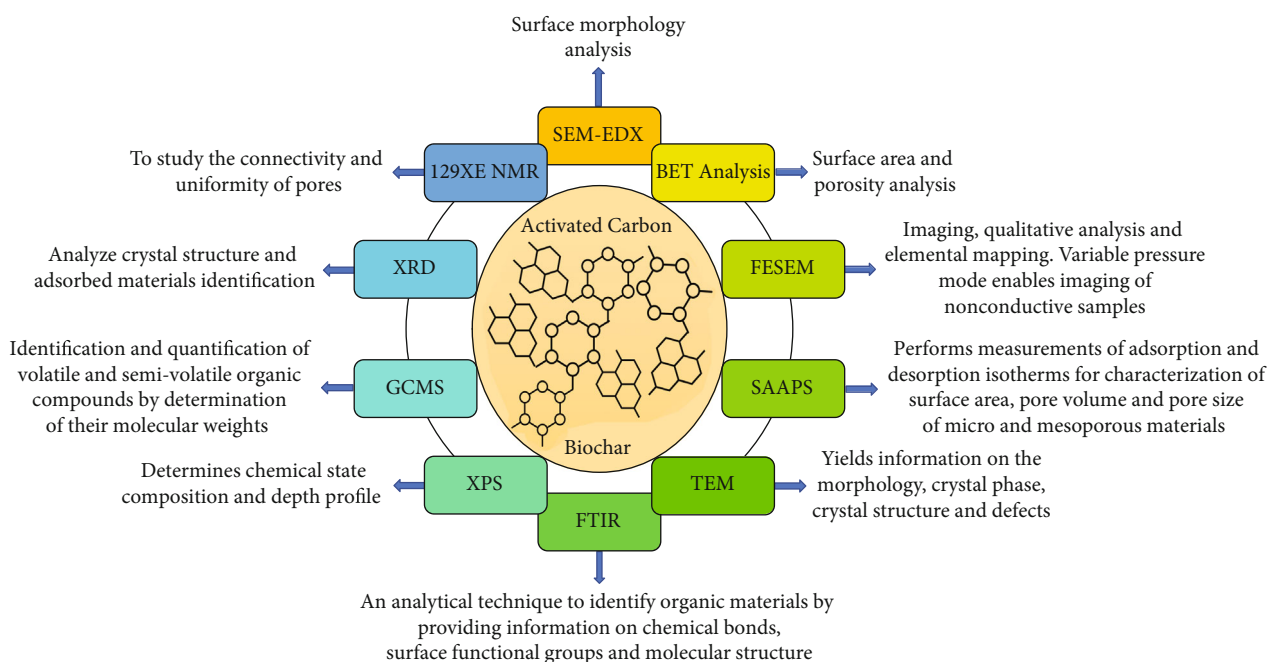 Surface morphology
analysis
SEM-EDX
129XE NMR
To study the connectivity and
uniformity of pores
BET Analysis
Surface area and
porosity analysis
Activated Carbon
XRD
Analyze crystal structure and
adsorbed materials identification
FESEM
Imaging, qualitative analysis and
elemental mapping. Variable pressure
mode enables imaging of
nonconductive samples
GCMS
Identification and quantification of
volatile and semi-volatile organic
compounds by determination
of their molecular weights
SAAPS
Performs measurements of adsorption and
desorption isotherms for characterization of
surface area, pore volume and pore size
of micro and mesoporous materials
Biochar
XPS
Determines chemical state
composition and depth profile
TEM
Yields information on the
morphology, crystal phase,
crystal structure and defects
FTIR
An analytical technique to identify organic materials by
providing information on chemical bonds,
surface functional groups and molecular structure